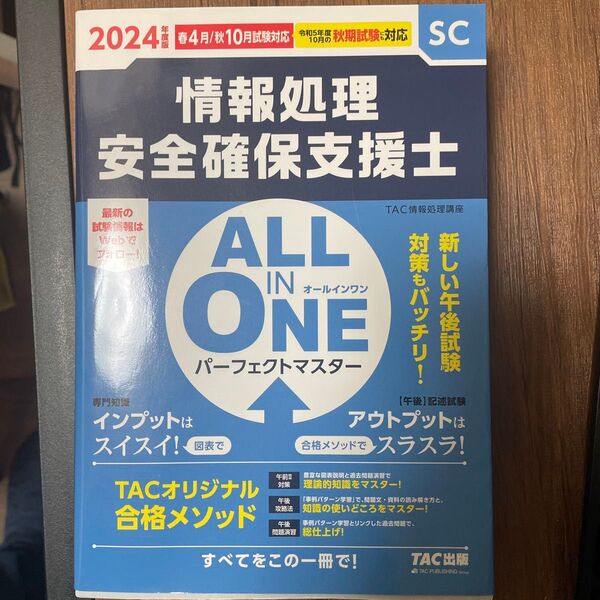 2024年度版
春4月/秋10月試験対応
令和5年度
10月の秋期試験にも対応
SC
情報処理
安全確保支援士
TAC情報処理講座
最新の
試験情報は
Webで
フォロー!
ALL
IN
ONE
オールインワン
パーフェクトマスター
新しい午後試験
対策もバッチリ!
専門知識
インプットは
スイスイ!
図表で
【午後】記述試験
アウトプットは
合格メソッドで
スラスラ!
TACオリジナル
合格メソッド
午前Ⅱ
対策
豊富な図表説明と過去問題演習で
理論的知識をマスター!
午後
攻略法
「事例パターン学習」で、問題文・資料の読み解き方と、
知識の使いどころをマスター!
午後
問題演習
事例パターン学習とリンクした過去問題で、
総仕上げ!
すべてをこの一冊で!
TAC出版
TAC PUBLISHING Group